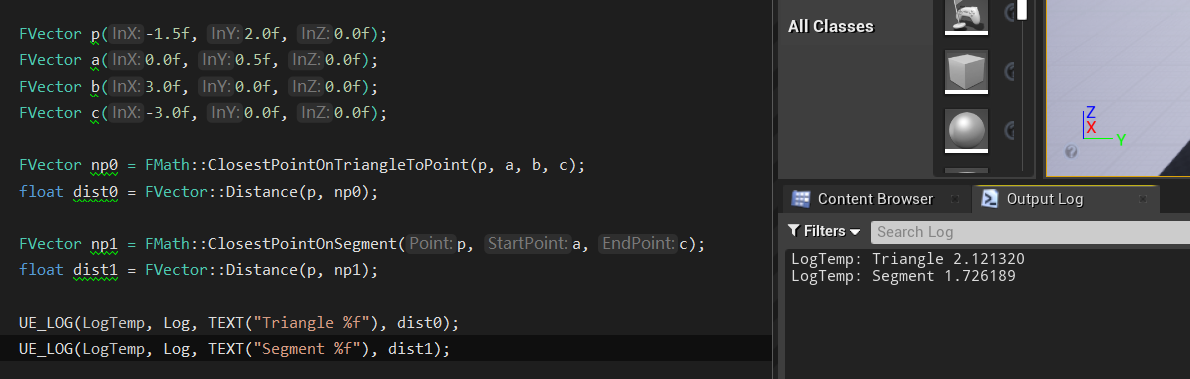 FVector p(InX:-1.5f, InY:2.0f, InZ:0.0f);
FVector a(InX:0.0f, InY:0.5f, InZ:0.0f);
FVector b(InX:3.0f, InY:0.0f, InZ:0.0f);
FVector c(InX:-3.0f, InY:0.0f, InZ:0.0f);
FVector np0 = FMath::ClosestPointOnTriangleToPoint(p, a, b, c);
float dist0 = FVector::Distance(p, np0);
FVector np1 = FMath::ClosestPointOnSegment(Point:p, StartPoint:a, EndPoint:c);
float dist1 = FVector::Distance(p, np1);
UE_LOG(LogTemp, Log, TEXT("Triangle %f"), dist0);
UE_LOG(LogTemp, Log, TEXT("Segment %f"), dist1);
All Classes
Z
X
Y
Content Browser
Output Log
Filters
Search Log
LogTemp: Triangle 2.121320
LogTemp: Segment 1.726189